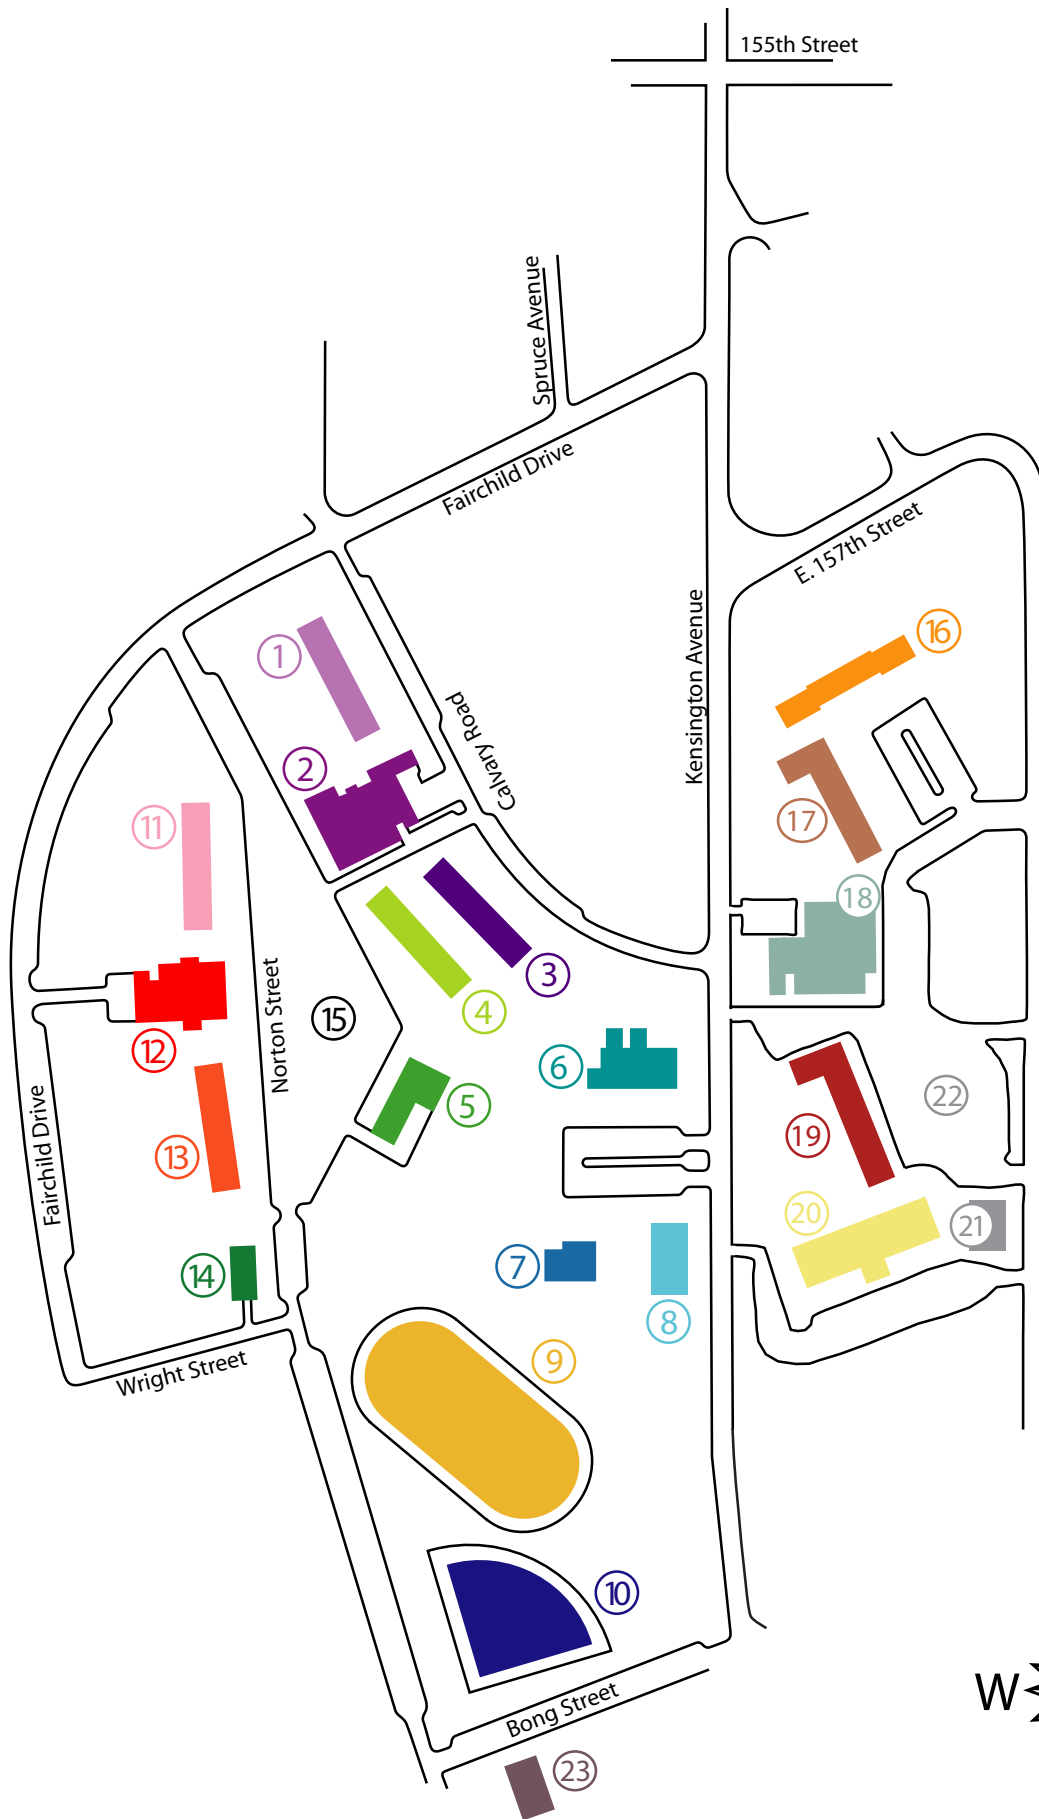 155th Street
Spruce Avenue
Fairchild Drive
E. 157th Street
Kensington Avenue
16
1
Calvary Road
2
17
11
18
3
4
15
Norton Street
12
6
5
22
19
13
Fairchild Drive
20
21
7
14
8
9
Wright Street
10
W
Bong Street
23